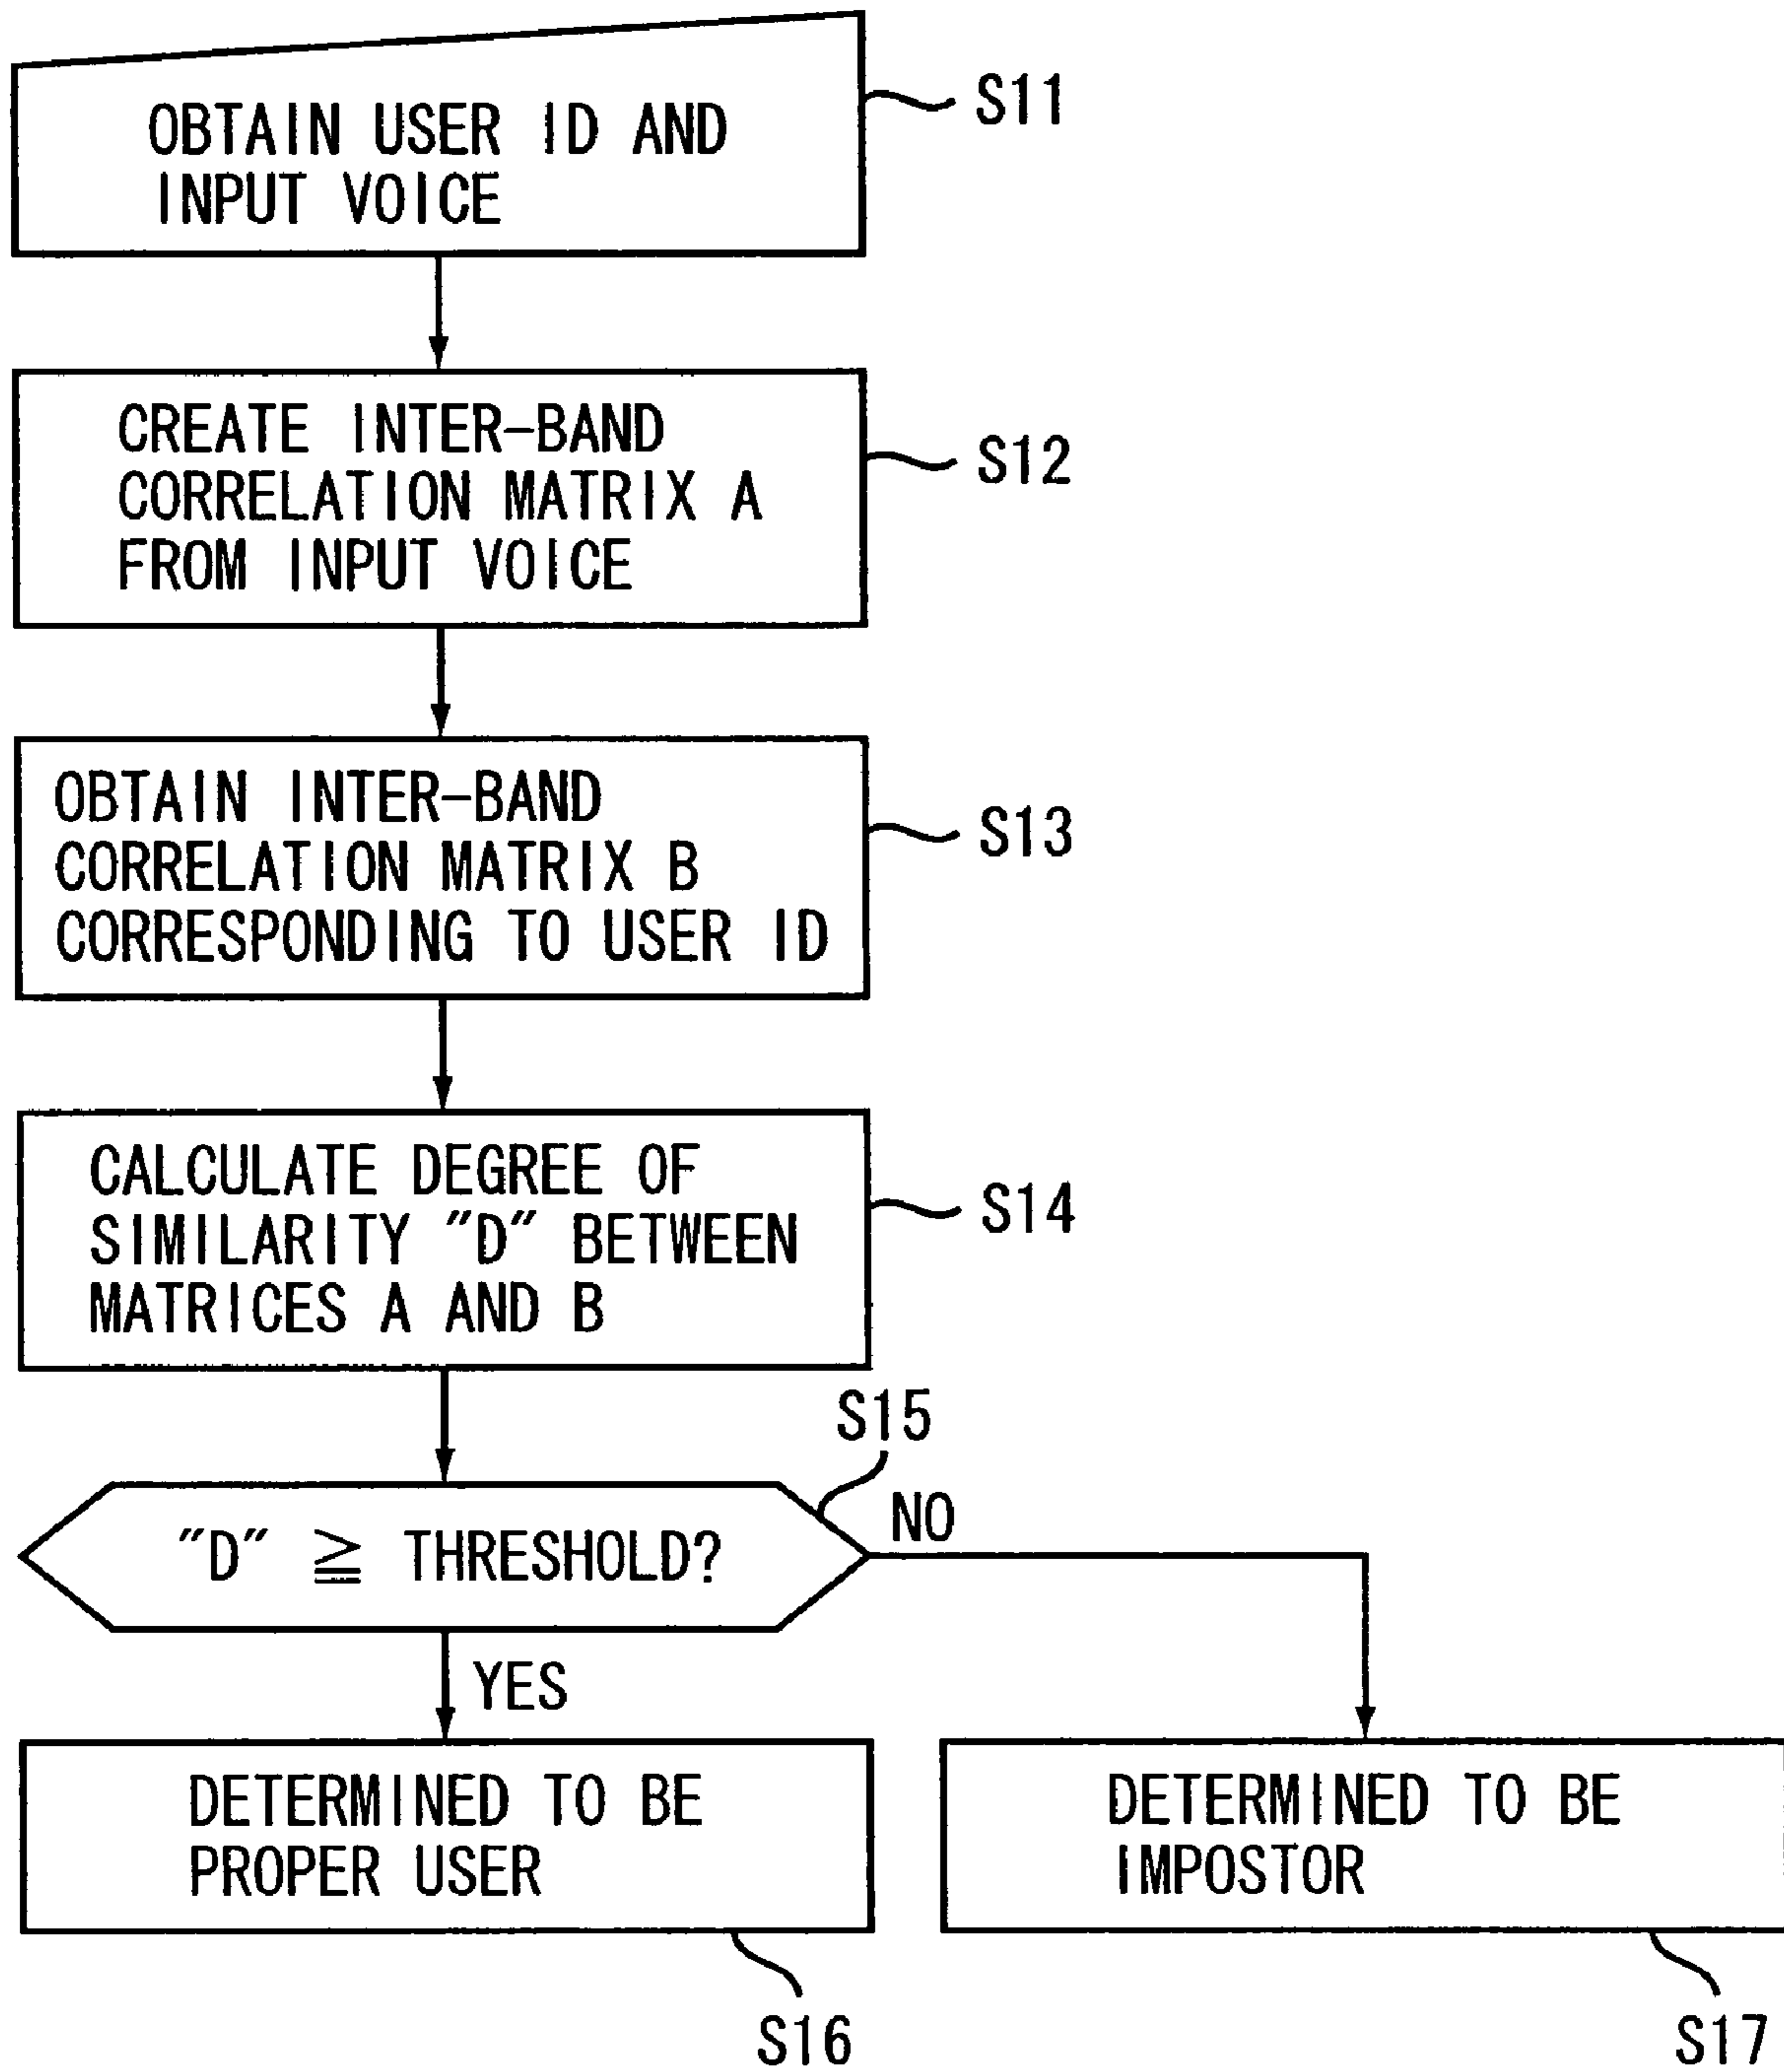 OBTAIN USER ID AND
INPUT VOICE
S11
CREATE INTER-BAND
CORRELATION MATRIX A
FROM INPUT VOICE
S12
OBTAIN INTER-BAND
CORRELATION MATRIX B
CORRESPONDING TO USER ID
S13
CALCULATE DEGREE OF
SIMILARITY "D" BETWEEN
MATRICES A AND B
S14
S15
"D" ≧ THRESHOLD?
NO
YES
DETERMINED TO BE
PROPER USER
S16
DETERMINED TO BE
IMPOSTOR
S17